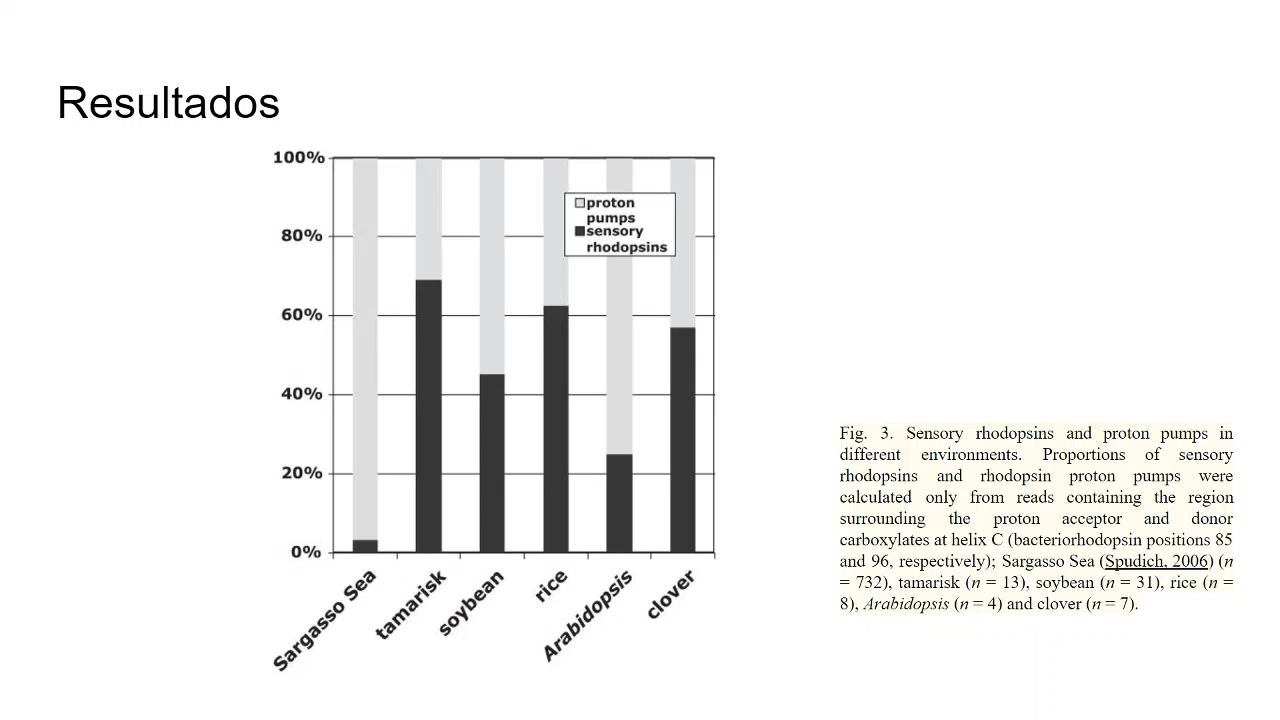 Resultados
100%
80%
60%
40%
20%
0%
proton
pumps
sensory
rhodopsins
Sargasso Sea
tamarisk
soybean
rice
Arabidopsis
clover
Fig. 3. Sensory rhodopsins and proton pumps in
different environments. Proportions of sensory
rhodopsins and rhodopsin proton pumps were
calculated only from reads containing the region
surrounding the proton acceptor and donor
carboxylates at helix C (bacteriorhodopsin positions 85
and 96, respectively); Sargasso Sea (Spudich, 2006) (n
= 732), tamarisk (n = 13), soybean (n = 31), rice (n =
8), Arabidopsis (n = 4) and clover (n = 7).